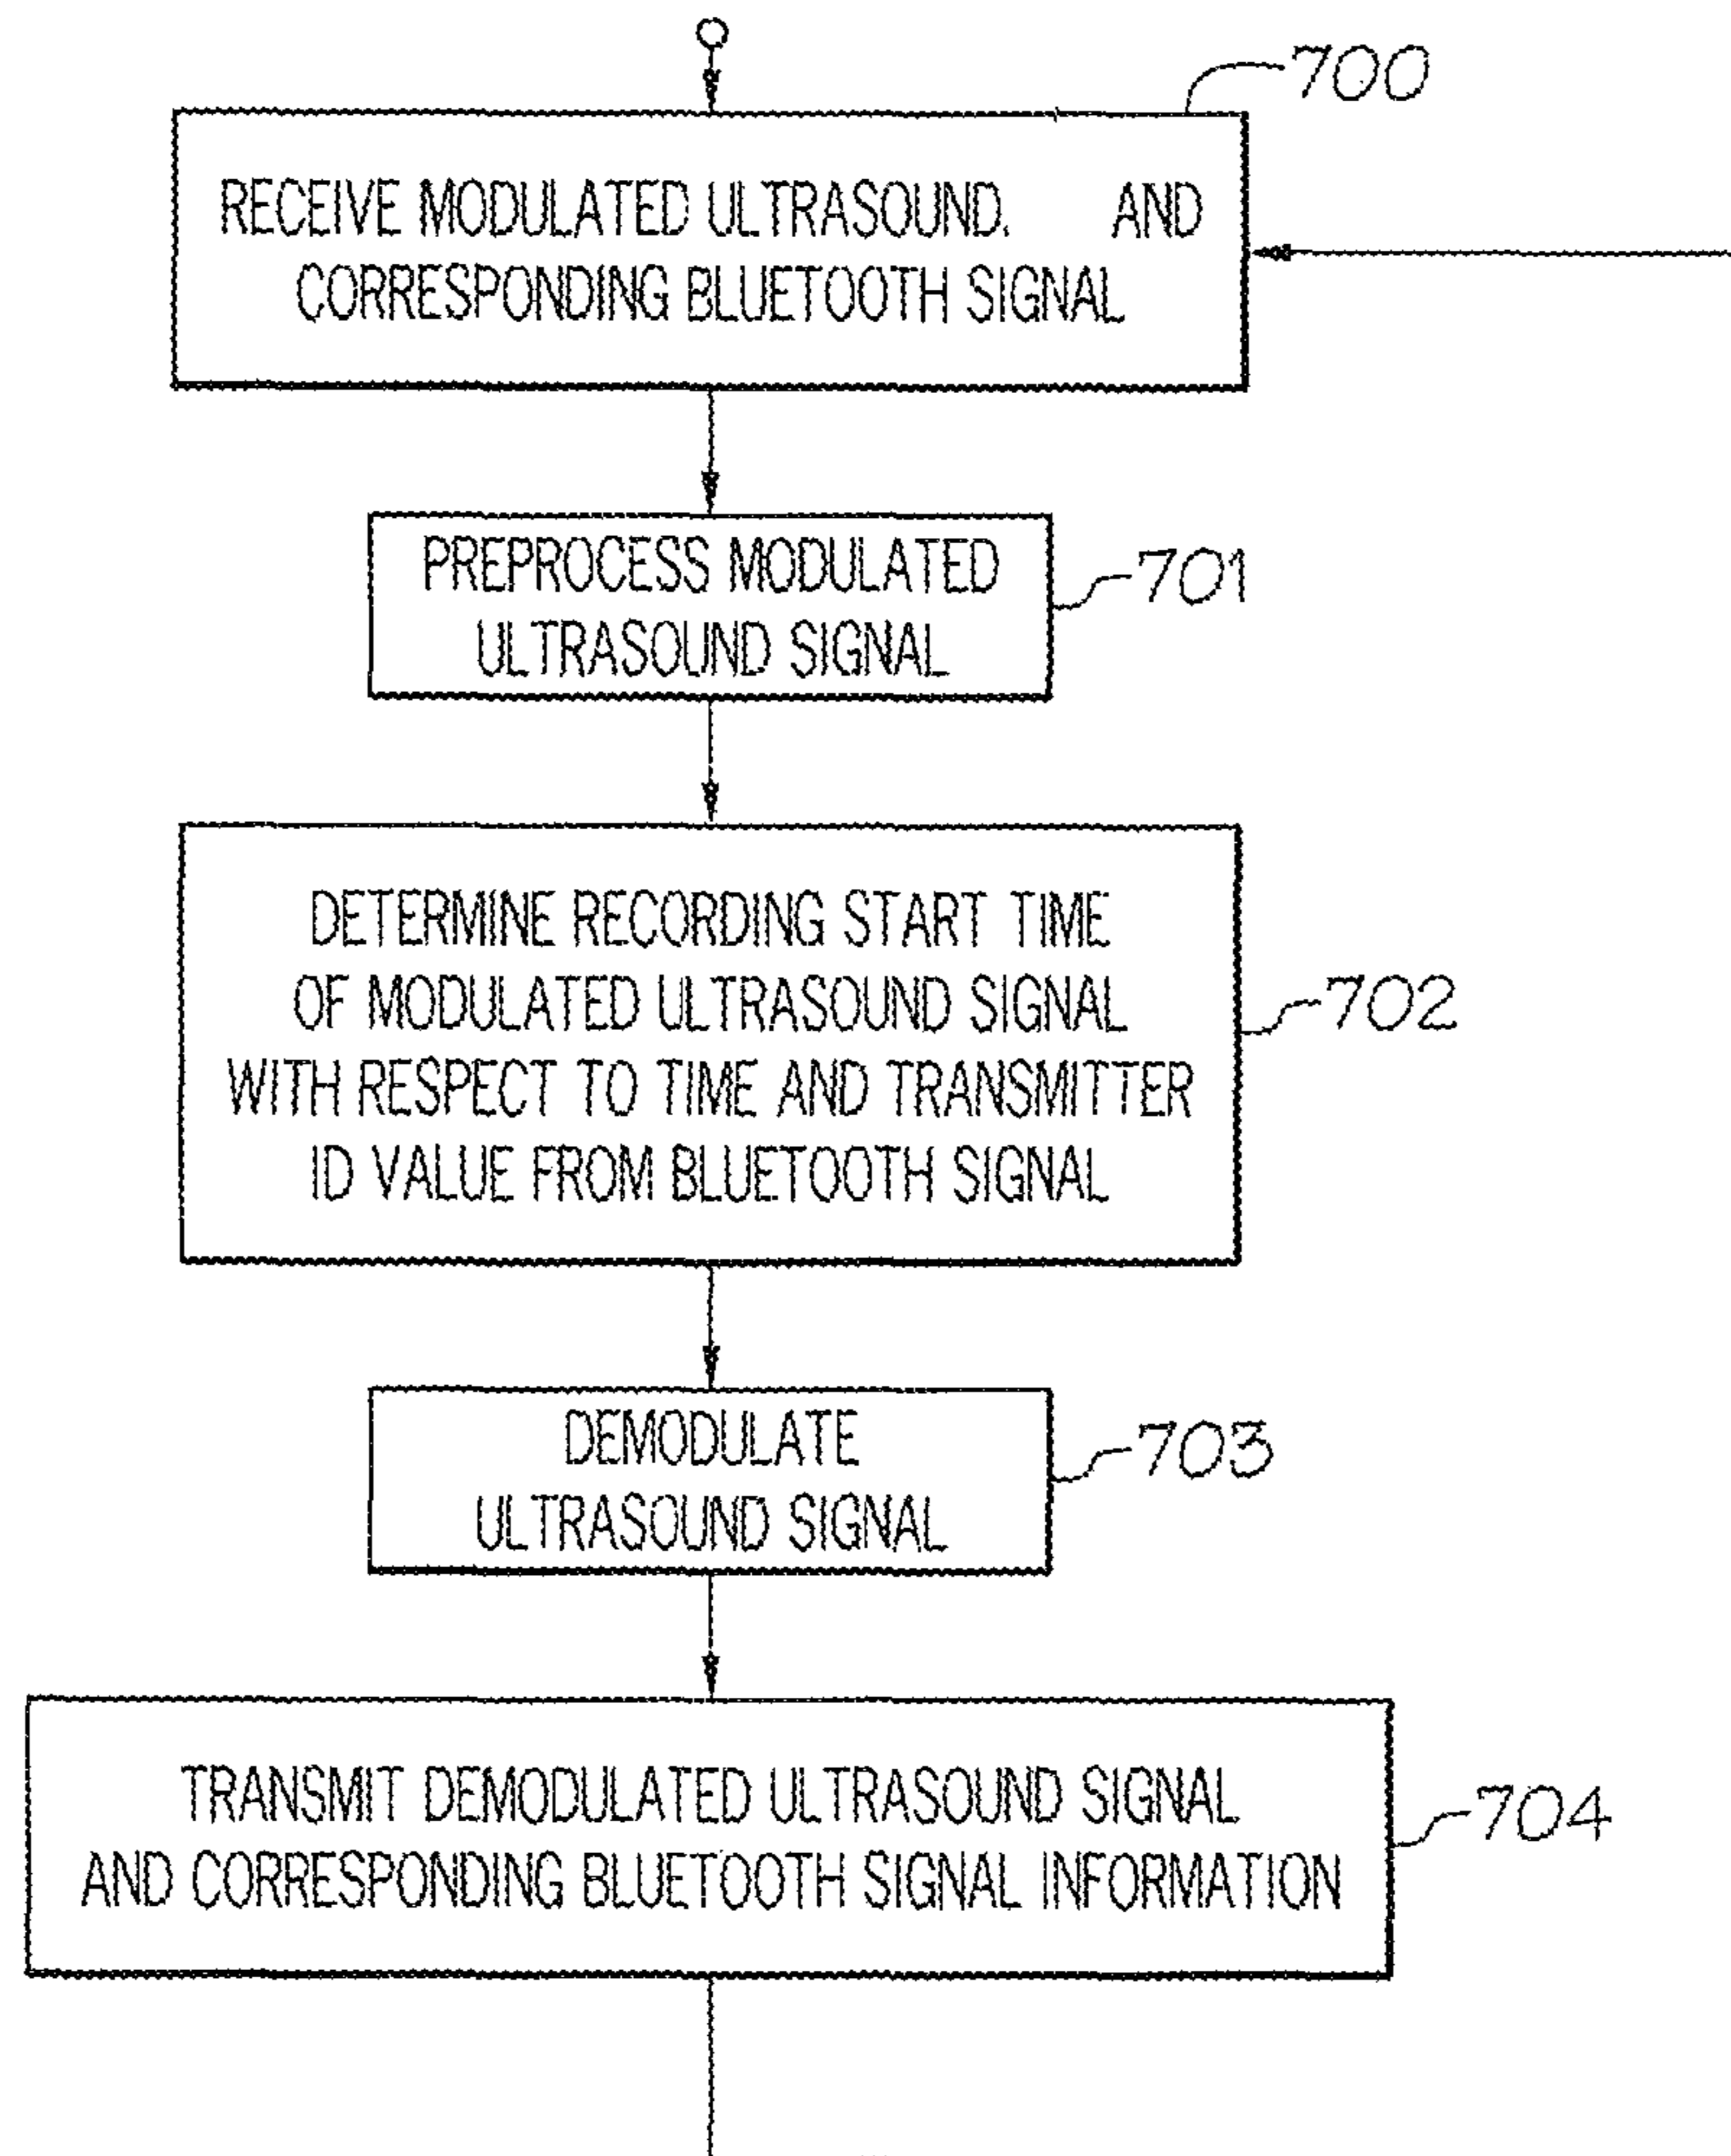 700
RECEIVE MODULATED ULTRASOUND. AND
CORRESPONDING BLUETOOTH SIGNAL
PREPROCESS MODULATED
ULTRASOUND SIGNAL
701
DETERMINE RECORDING START TIME
OF MODULATED ULTRASOUND SIGNAL
WITH RESPECT TO TIME AND TRANSMITTER
ID VALUE FROM BLUETOOTH SIGNAL
702
DEMODULATE
ULTRASOUND SIGNAL
703
TRANSMIT DEMODULATED ULTRASOUND SIGNAL
AND CORRESPONDING BLUETOOTH SIGNAL INFORMATION
704